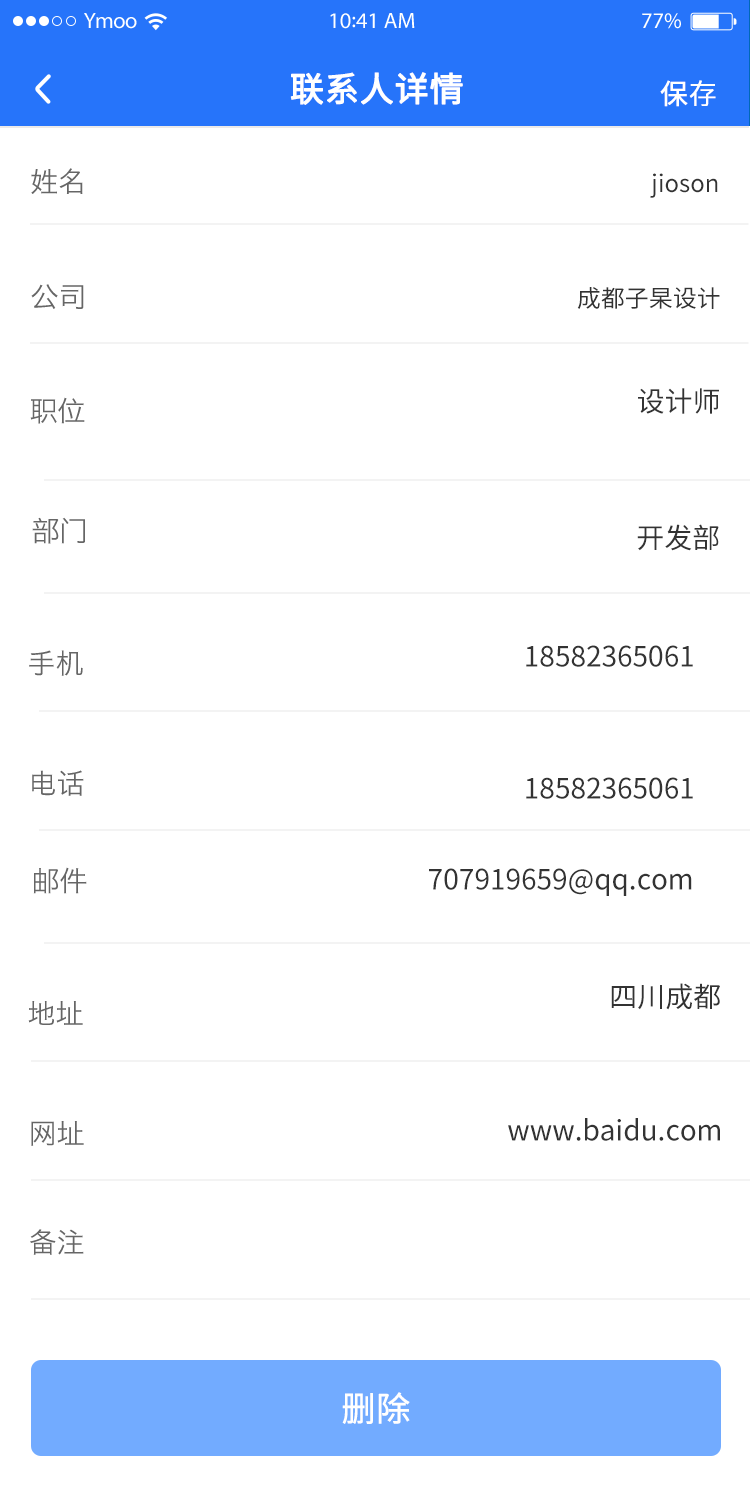 Ymoo 10:41 AM 77%
联系人详情 保存
姓名 jioson
公司 成都子杲设计
职位 设计师
部门 开发部
手机 18582365061
电话 18582365061
邮件 707919659@qq.com
地址 四川成都
网址 www.baidu.com
备注
删除